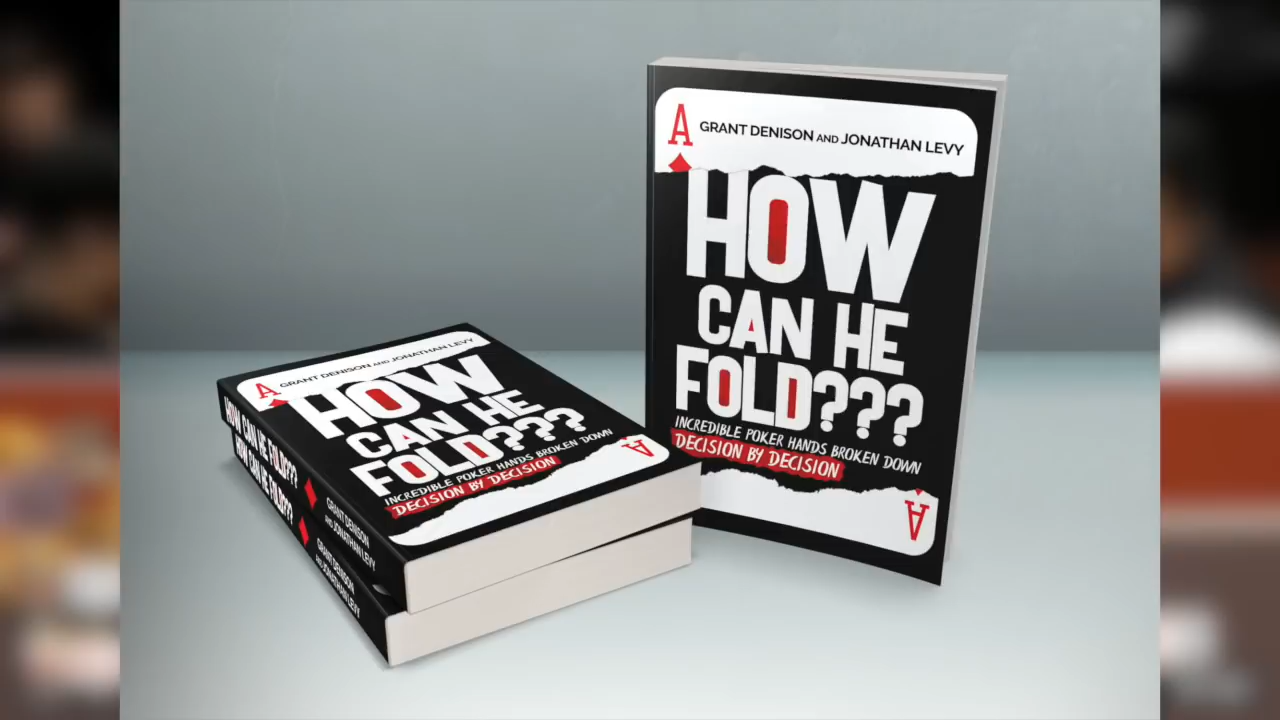 A
GRANT DENISON AND JONATHAN LEVY
HOW
CAN HE
FOLD???
INCREDIBLE POKER HANDS BROKEN DOWN
DECISION BY DECISION
A
A
GRANT DENISON AND JONATHAN LEVY
HOW
CAN HE
FOLD???
INCREDIBLE POKER HANDS BROKEN DOWN
DECISION BY DECISION
A
HOW CAN HE FOLD???
GRANT DENISON
AND JONATHAN LEVY
HOW CAN HE FOLD???
GRANT DENISON
AND JONATHAN LEVY